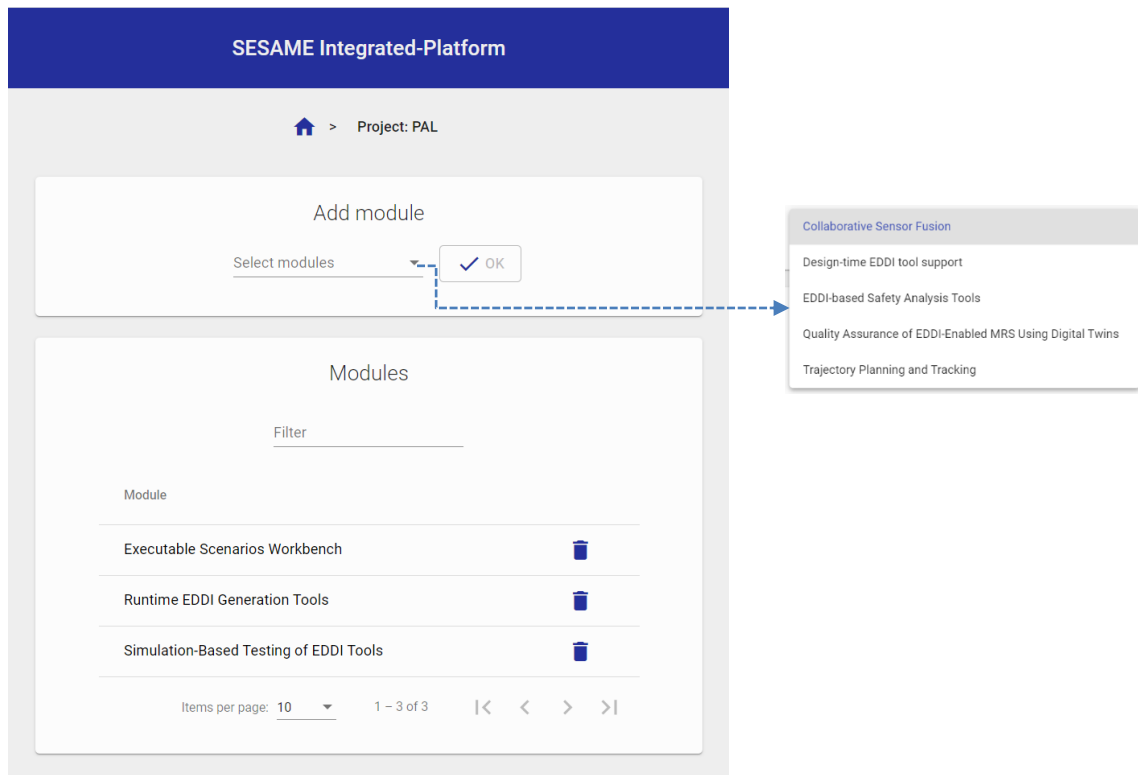 SESAME Integrated-Platform
> Project: PAL
Add module
Select modules
OK
Collaborative Sensor Fusion
Design-time EDDI tool support
EDDI-based Safety Analysis Tools
Quality Assurance of EDDI-Enabled MRS Using Digital Twins
Trajectory Planning and Tracking
Modules
Filter
Module
Executable Scenarios Workbench
Runtime EDDI Generation Tools
Simulation-Based Testing of EDDI Tools
Items per page: 10 1 – 3 of 3